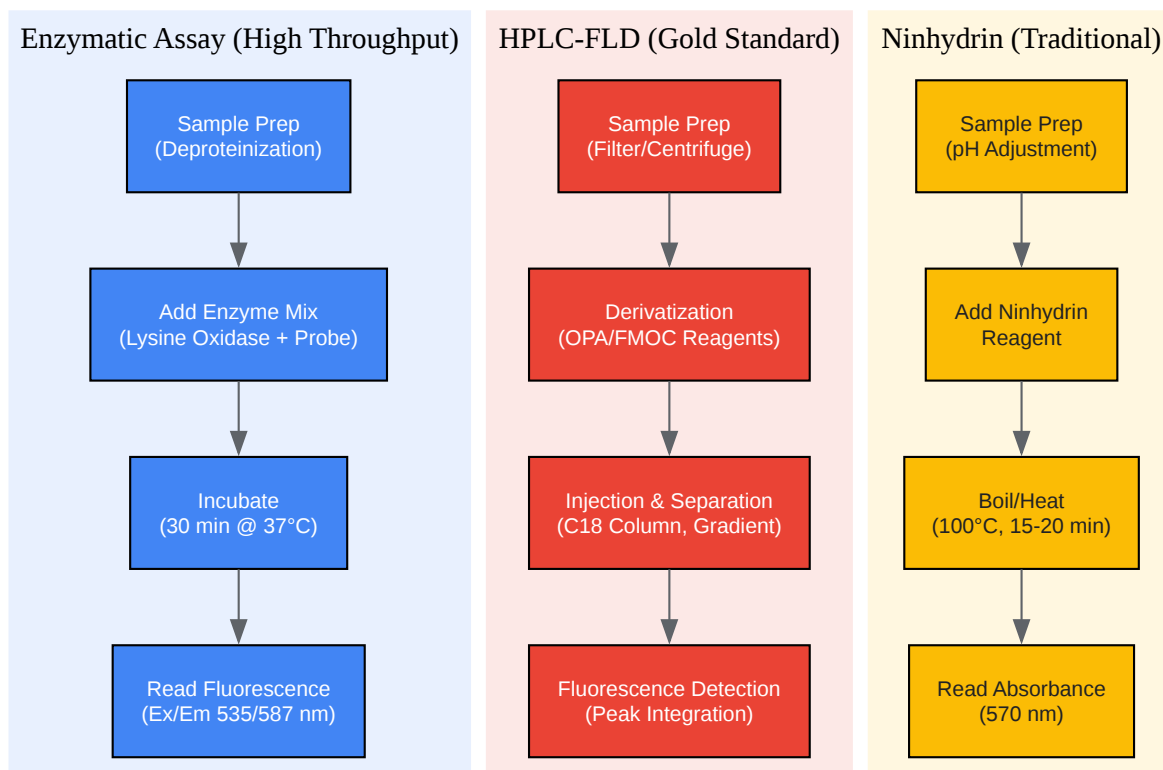 Enzymatic Assay (High Throughput)
Sample Prep
(Deproteinization)
Add Enzyme Mix
(Lysine Oxidase + Probe)
Incubate
(30 min @ 37°C)
Read Fluorescence
(Ex/Em 535/587 nm)
HPLC-FLD (Gold Standard)
Sample Prep
(Filter/Centrifuge)
Derivatization
(OPA/FMOC Reagents)
Injection & Separation
(C18 Column, Gradient)
Fluorescence Detection
(Peak Integration)
Ninhydrin (Traditional)
Sample Prep
(pH Adjustment)
Add Ninhydrin
Reagent
Boil/Heat
(100°C, 15-20 min)
Read Absorbance
(570 nm)